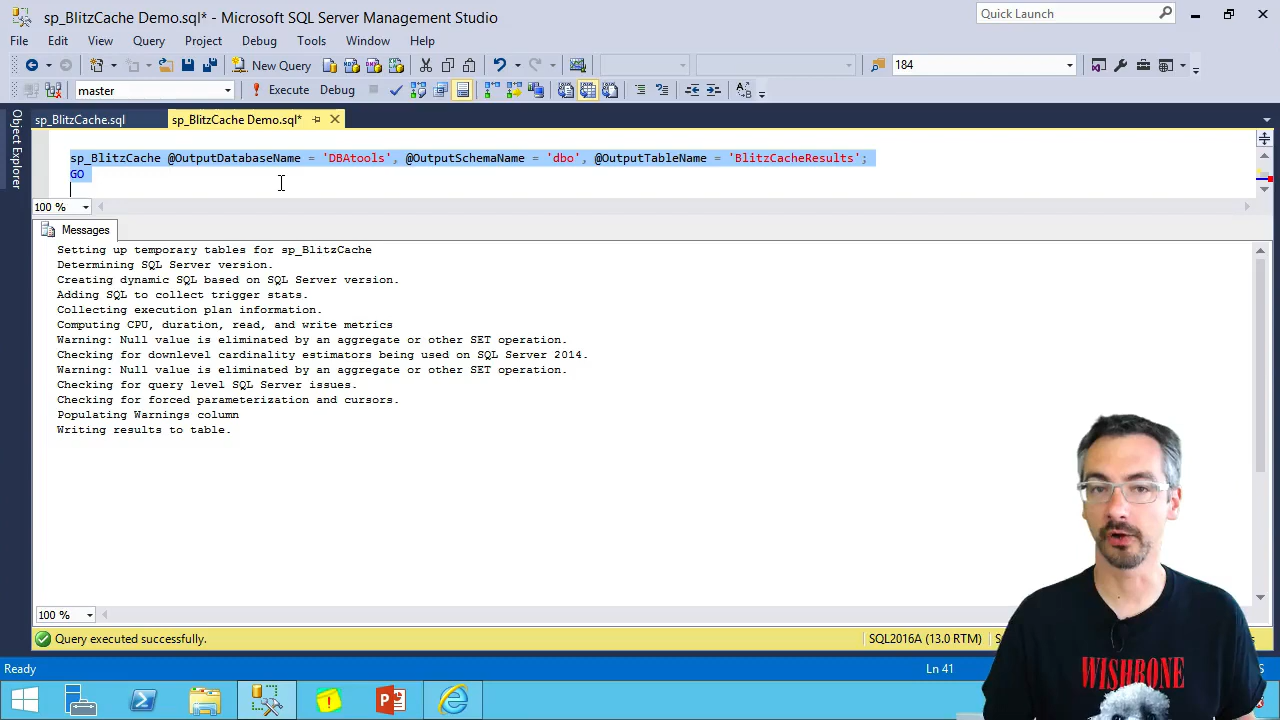 sp_BlitzCache Demo.sql* - Microsoft SQL Server Management Studio
Quick Launch
File Edit View Query Project Debug Tools Window Help
New Query
184
master
Execute Debug
sp_BlitzCache.sql
sp_BlitzCache Demo.sql*
Object Explorer
sp_BlitzCache @OutputDatabaseName = 'DBAtools', @OutputSchemaName = 'dbo', @OutputTableName = 'BlitzCacheResults';
GO
100 %
Messages
Setting up temporary tables for sp_BlitzCache
Determining SQL Server version.
Creating dynamic SQL based on SQL Server version.
Adding SQL to collect trigger stats.
Collecting execution plan information.
Computing CPU, duration, read, and write metrics
Warning: Null value is eliminated by an aggregate or other SET operation.
Checking for downlevel cardinality estimators being used on SQL Server 2014.
Warning: Null value is eliminated by an aggregate or other SET operation.
Checking for query level SQL Server issues.
Checking for forced parameterization and cursors.
Populating Warnings column
Writing results to table.
100 %
Query executed successfully.
SQL2016A (13.0 RTM)
Ready
Ln 41
WISHBONE